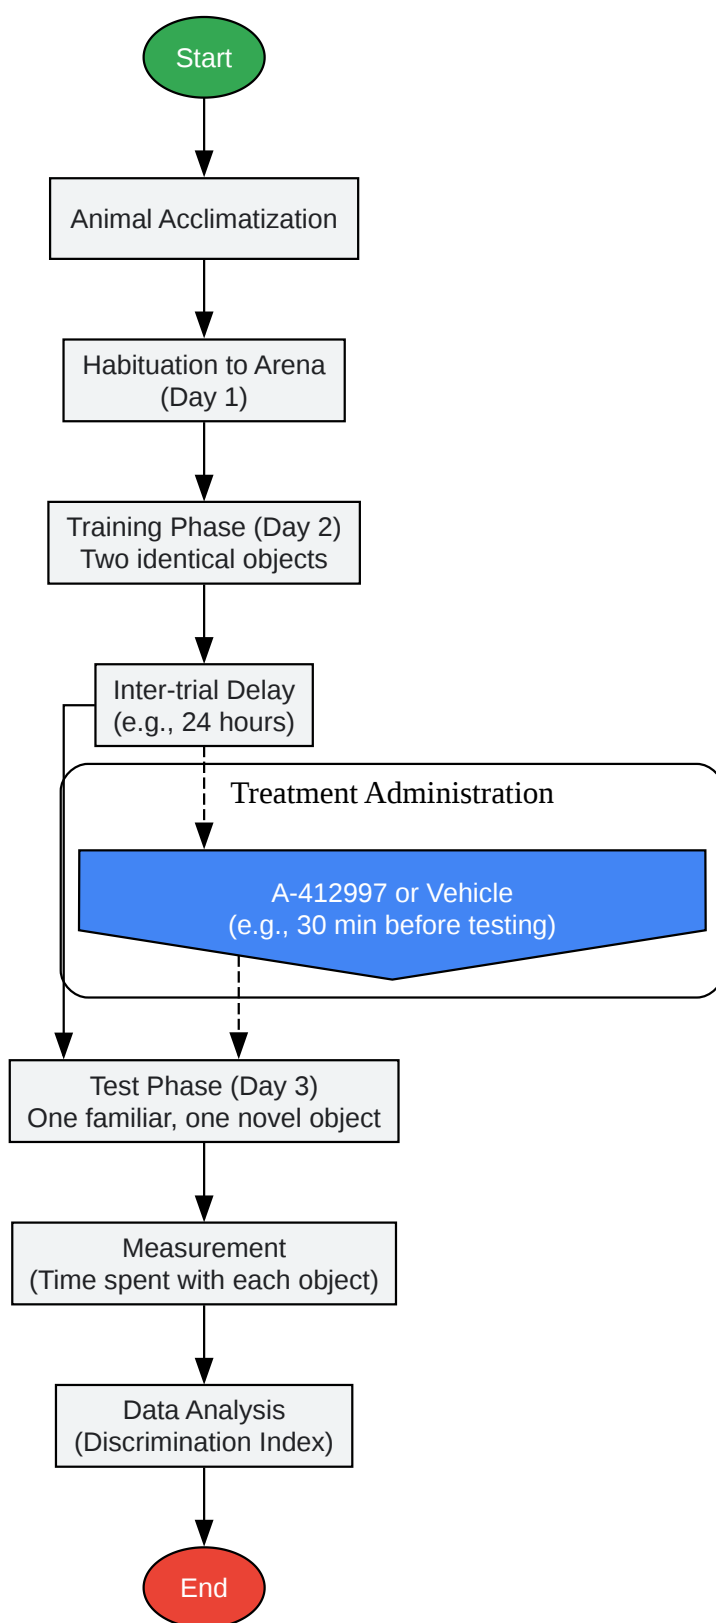 Start
Animal Acclimatization
Habituation to Arena
(Day 1)
Training Phase (Day 2)
Two identical objects
Inter-trial Delay
(e.g., 24 hours)
Treatment Administration
A-412997 or Vehicle
(e.g., 30 min before testing)
Test Phase (Day 3)
One familiar, one novel object
Measurement
(Time spent with each object)
Data Analysis
(Discrimination Index)
End